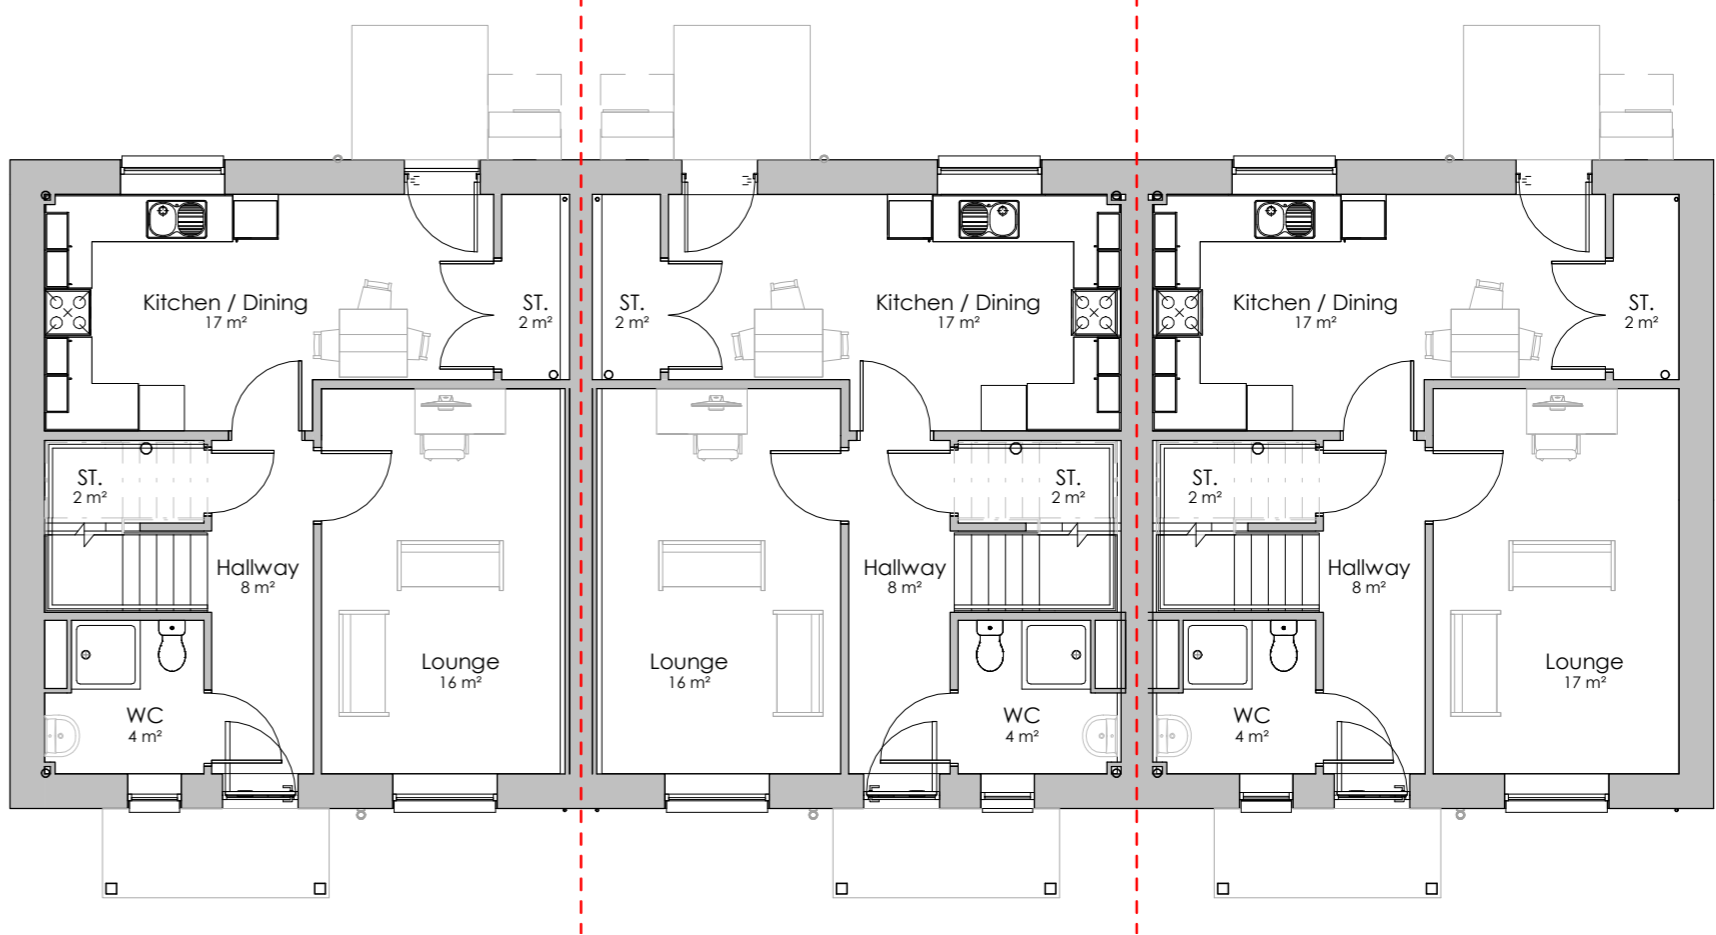 Kitchen / Dining
17 m²
ST.
2 m²
ST.
2 m²
Kitchen / Dining
17 m²
Kitchen / Dining
17 m²
ST.
2 m²
ST.
2 m²
ST.
2 m²
ST.
2 m²
Hallway
8 m²
Hallway
8 m²
Hallway
8 m²
Lounge
16 m²
Lounge
16 m²
Lounge
17 m²
WC
4 m²
WC
4 m²
WC
4 m²